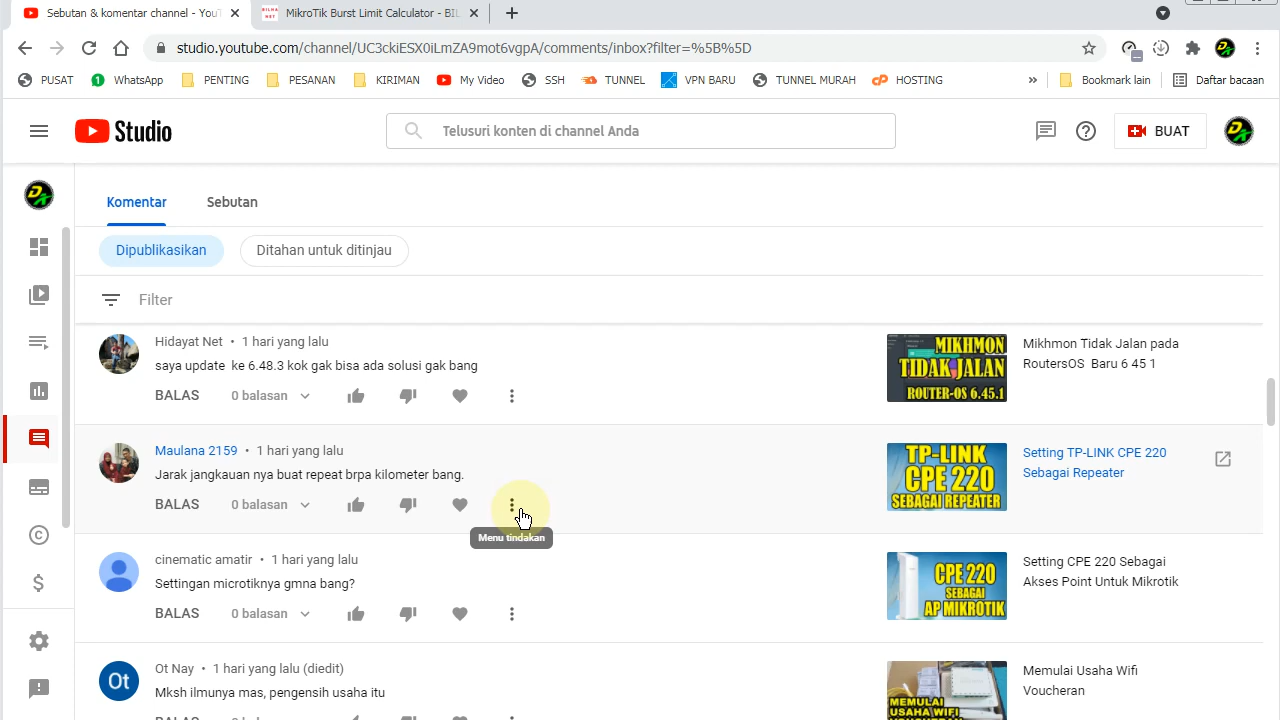 Sebutan & komentar channel - YouT
MikroTik Burst Limit Calculator - BIL
studio.youtube.com/channel/UC3ckiESX0iLmZA9mot6vgrA/comments/inbox?filter=%5B%5D
PUSAT
WhatsApp
PENTING
PESANAN
KIRIMAN
My Video
SSH
TUNNEL
VPN BARU
TUNNEL MURAH
HOSTING
»
Bookmark lain
Daftar bacaan
Studio
Telusuri konten di channel Anda
BUAT
Komentar
Sebutan
Dipublikasikan
Ditahan untuk ditinjau
Filter
Hidayat Net • 1 hari yang lalu
saya update ke 6.48.3 kok gak bisa ada solusi gak bang
BALAS
0 balasan
MIKHMON
TIDAK JALAN
ROUTER-OS 6.45.1
Mikhmon Tidak Jalan pada
RoutersOS Baru 6 45 1
Maulana 2159 • 1 hari yang lalu
Jarak jangkauan nya buat repeat brpa kilometer bang.
BALAS
0 balasan
Menu tindakan
TP-LINK
CPE 220
SEBAGAI REPEATER
Setting TP-LINK CPE 220
Sebagai Repeater
cinematic amatir • 1 hari yang lalu
Settingan microtiknya gmna bang?
BALAS
0 balasan
CPE 220
SEBAGAI
AP MIKROTIK
Setting CPE 220 Sebagai
Akses Point Untuk Mikrotik
Ot
Ot Nay • 1 hari yang lalu (diedit)
Mksh ilmunya mas, pengensih usaha itu
BALAS
0 balasan
MEMULAI
USAHA WIFI
VOUCHERAN
Memulai Usaha Wifi
Voucheran